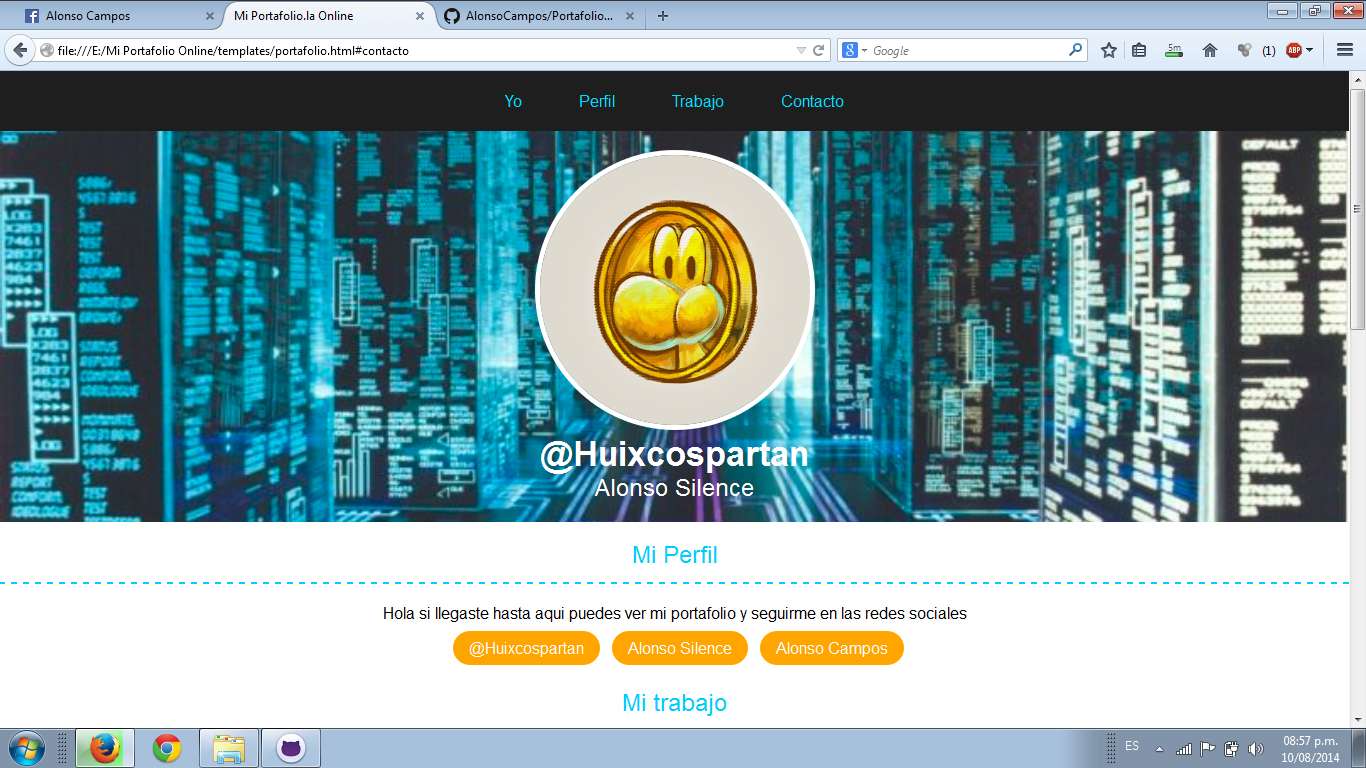 Alonso Campos
Mi Portafolio.la Online
AlonsoCampos/Portafolio...
file:///E:/Mi Portafolio Online/templates/portafolio.html#contacto
Google
5m
(1)
ABP
Yo
Perfil
Trabajo
Contacto
@Huixcospartan
Alonso Silence
Mi Perfil
Hola si llegaste hasta aqui puedes ver mi portafolio y seguirme en las redes sociales
@Huixcospartan
Alonso Silence
Alonso Campos
Mi trabajo
ES
08:57 p.m.
10/08/2014